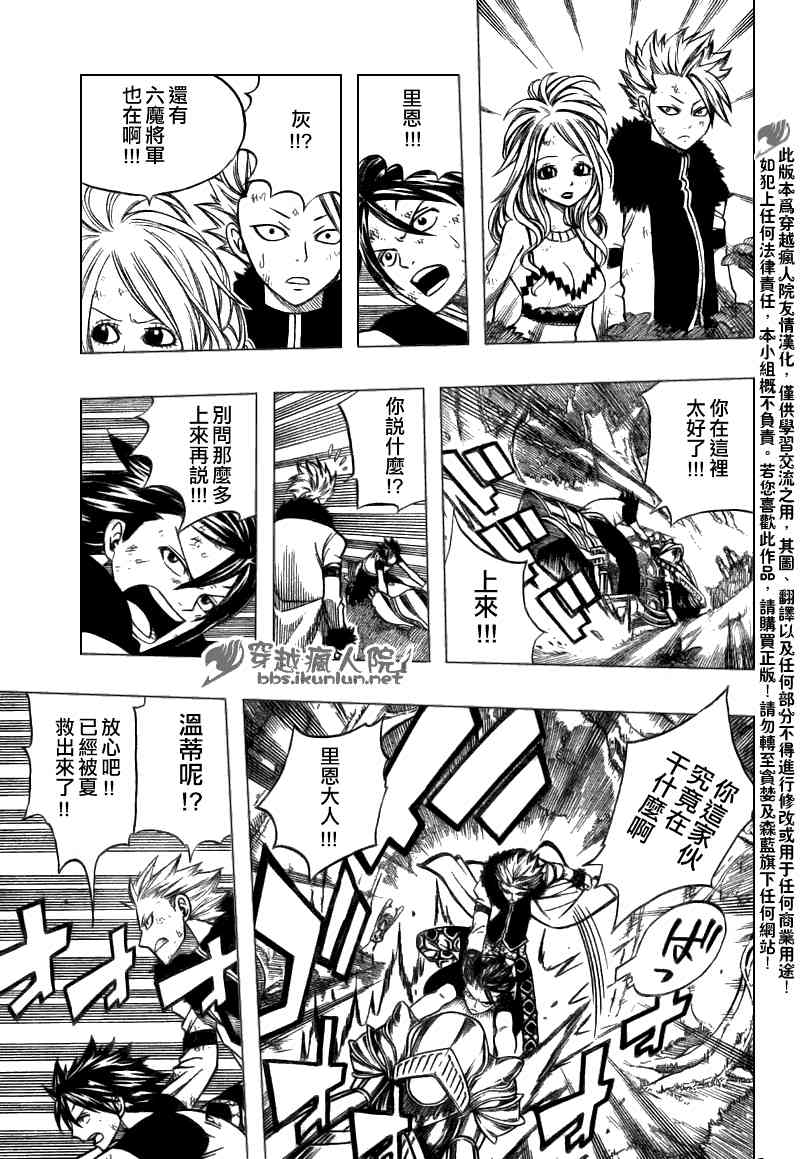 里恩!!!
灰!!?
還有
六魔將軍
也在啊!!!
你在這裡
太好了!!!
上來!!!
ビュビュビュ
你說什麼!?
別問那麼多
上來再說!!!
穿越瘋人院
bbs.ikunlun.net
你這家伙
究竟在
干什麼啊
ばっ
里恩大人!!!
溫蒂呢!?
放心吧!!
已經被夏
救出來了!!
此版本爲穿越瘋人院友情漢化，僅供學習交流之用，其圖、翻譯以及任何部分不得進行修改或用于任何商業用途！
如犯上任何法律責任，本小組概不負責。若您喜歡此作品，請購買正版！請勿轉至貪婪及森藍旗下任何網站！